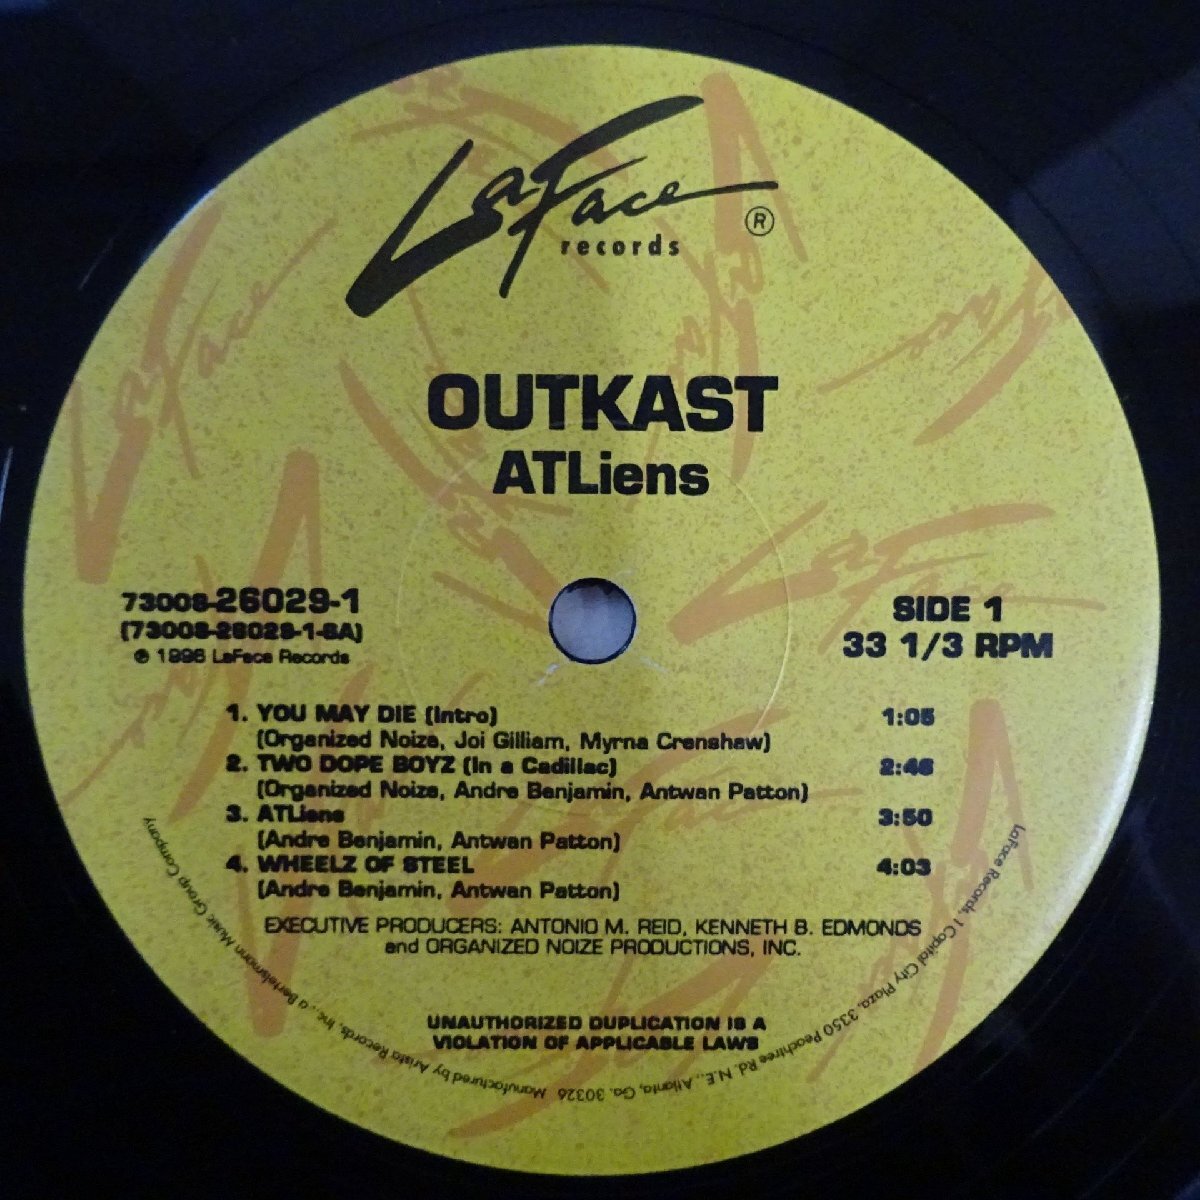 LaFace
records ®
OUTKAST
ATLiens
73008-26029-1
(73008-26029-1-SA)
℗ 1996 LaFace Records
SIDE 1
33 1/3 RPM
1. YOU MAY DIE (Intro) 1:05
(Organized Noize, Joi Gilliam, Myrna Crenshaw)
2. TWO DOPE BOYZ (In a Cadillac) 2:46
(Organized Noize, Andre Benjamin, Antwan Patton)
3. ATLiens 3:50
(Andre Benjamin, Antwan Patton)
4. WHEELZ OF STEEL 4:03
(Andre Benjamin, Antwan Patton)
EXECUTIVE PRODUCERS: ANTONIO M. REID, KENNETH B. EDMONDS
and ORGANIZED NOIZE PRODUCTIONS, INC.
UNAUTHORIZED DUPLICATION IS A
VIOLATION OF APPLICABLE LAWS
LaFace Records, 1 Capitol City Plaza, 3350 Peachtree Rd. N.E., Atlanta, Ga. 30326 Manufactured by Arista Records, Inc., a Bertelsmann Music Group Company